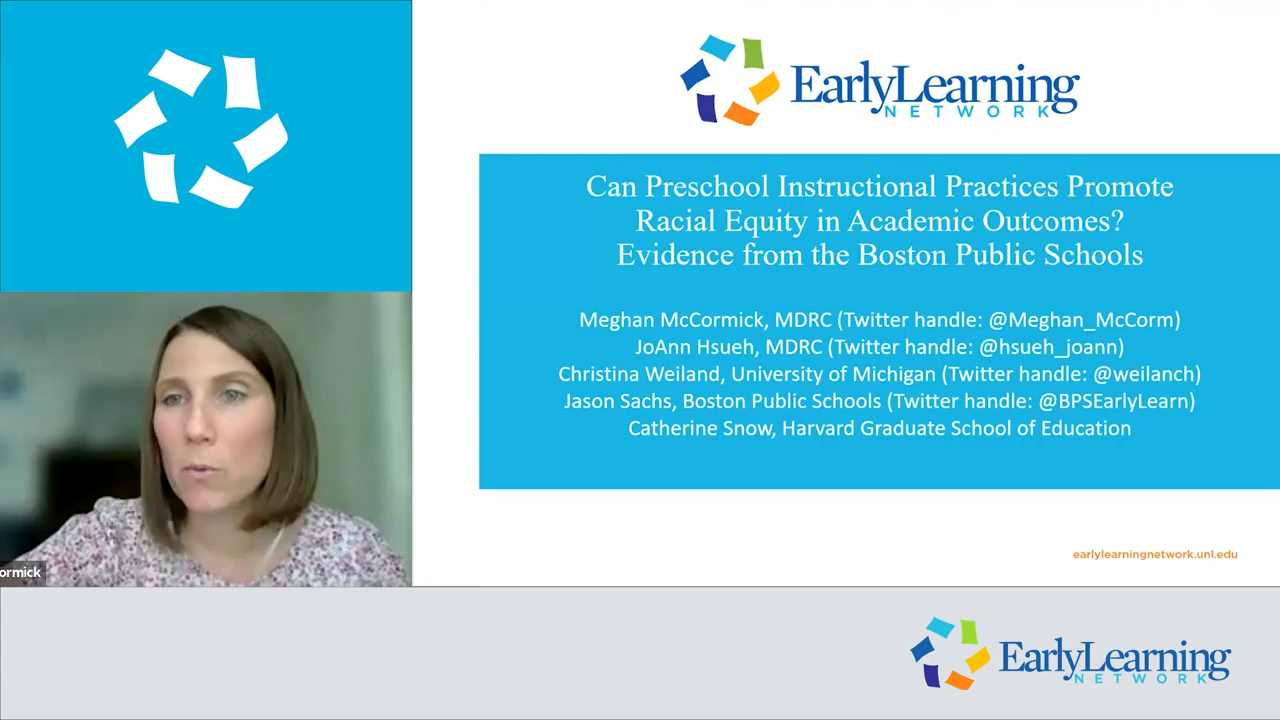 EarlyLearning
NETWORK
Can Preschool Instructional Practices Promote
Racial Equity in Academic Outcomes?
Evidence from the Boston Public Schools
Meghan McCormick, MDRC (Twitter handle: @Meghan_McCorm)
JoAnn Hsueh, MDRC (Twitter handle: @hsueh_joann)
Christina Weiland, University of Michigan (Twitter handle: @weilanch)
Jason Sachs, Boston Public Schools (Twitter handle: @BPSEarlyLearn)
Catherine Snow, Harvard Graduate School of Education
earlylearningnetwork.unl.edu
ormick
EarlyLearning
NETWORK